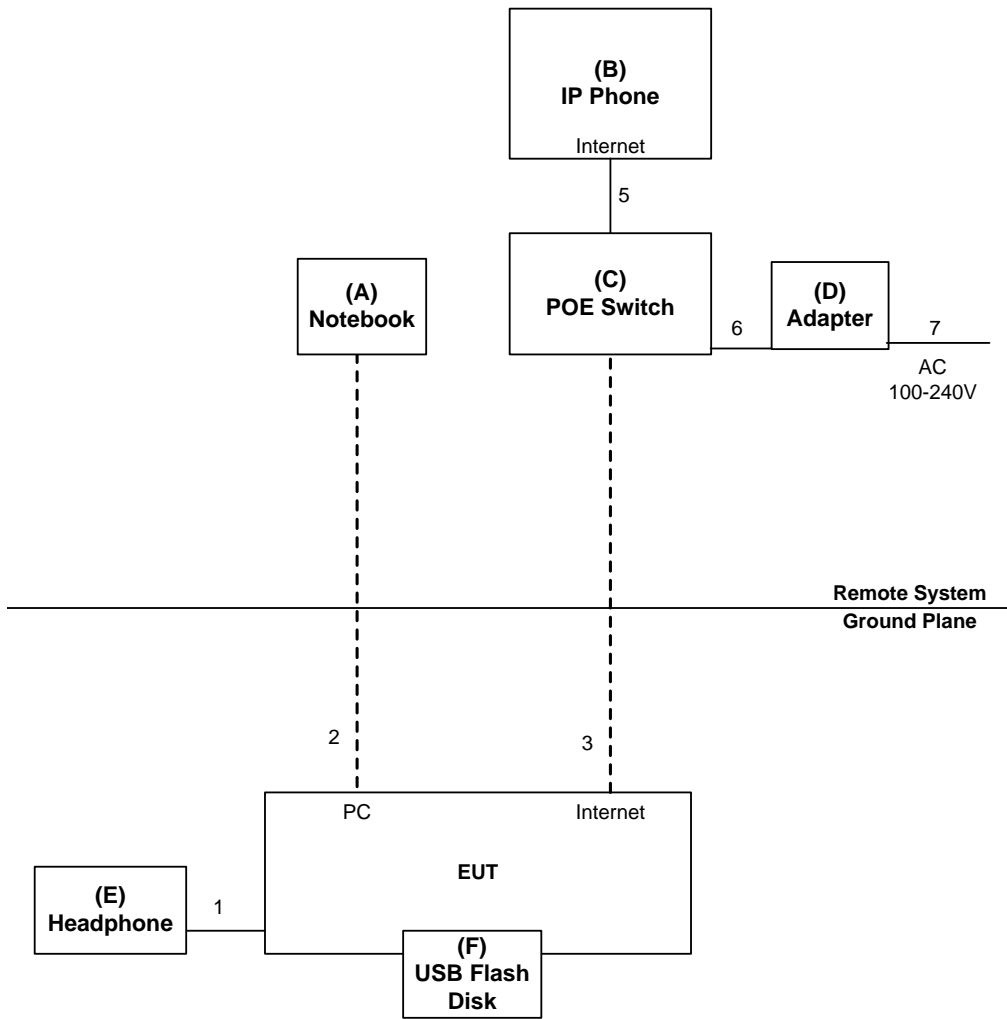 (B)
IP Phone
Internet
5
(A)
Notebook
(C)
POE Switch
6
(D)
Adapter
7
AC
100-240V
Remote System
Ground Plane
2
3
PC
Internet
EUT
(E)
Headphone
1
(F)
USB Flash
Disk